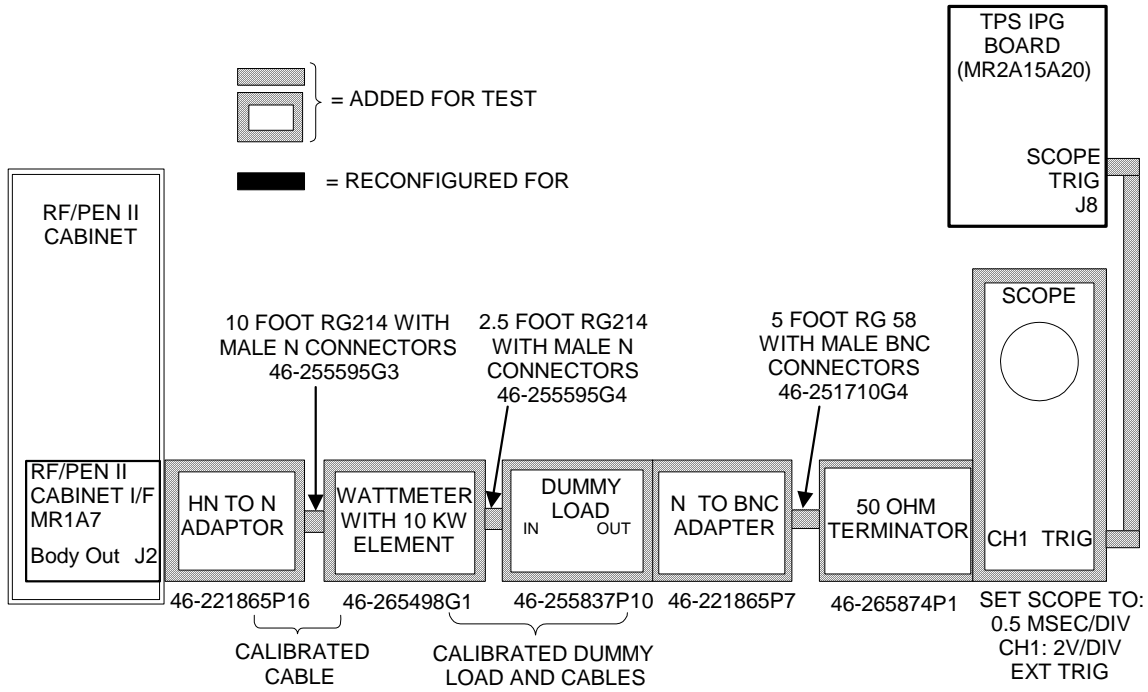 TPS IPG
BOARD
(MR2A15A20)
SCOPE
TRIG
J8
= ADDED FOR TEST
= RECONFIGURED FOR
RF/PEN II
CABINET
10 FOOT RG214 WITH
MALE N CONNECTORS
46-255595G3
2.5 FOOT RG214
WITH MALE N
CONNECTORS
46-255595G4
5 FOOT RG 58
WITH MALE BNC
CONNECTORS
46-251710G4
SCOPE
CH1 TRIG
RF/PEN II
CABINET I/F
MR1A7
Body Out J2
HN TO N
ADAPTOR
WATTMETER
WITH 10 KW
ELEMENT
DUMMY
LOAD
IN OUT
N TO BNC
ADAPTER
50 OHM
TERMINATOR
46-221865P16
46-265498G1
46-255837P10
46-221865P7
46-265874P1
CALIBRATED
CABLE
CALIBRATED DUMMY
LOAD AND CABLES
SET SCOPE TO:
0.5 MSEC/DIV
CH1: 2V/DIV
EXT TRIG